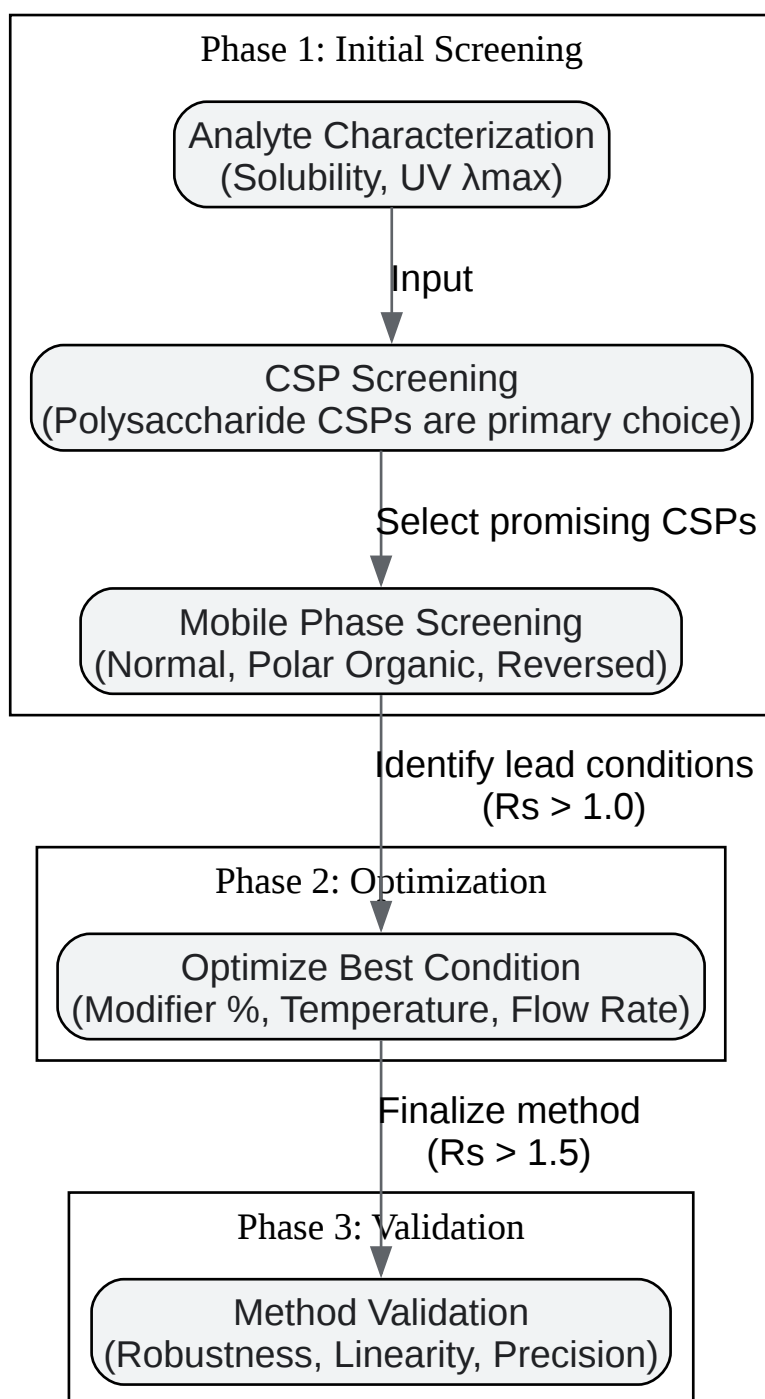 Phase 1: Initial Screening
Analyte Characterization
(Solubility, UV λmax)
Input
CSP Screening
(Polysaccharide CSPs are primary choice)
Select promising CSPs
Mobile Phase Screening
(Normal, Polar Organic, Reversed)
Identify lead conditions
(Rs > 1.0)
Phase 2: Optimization
Optimize Best Condition
(Modifier %, Temperature, Flow Rate)
Finalize method
(Rs > 1.5)
Phase 3: Validation
Method Validation
(Robustness, Linearity, Precision)